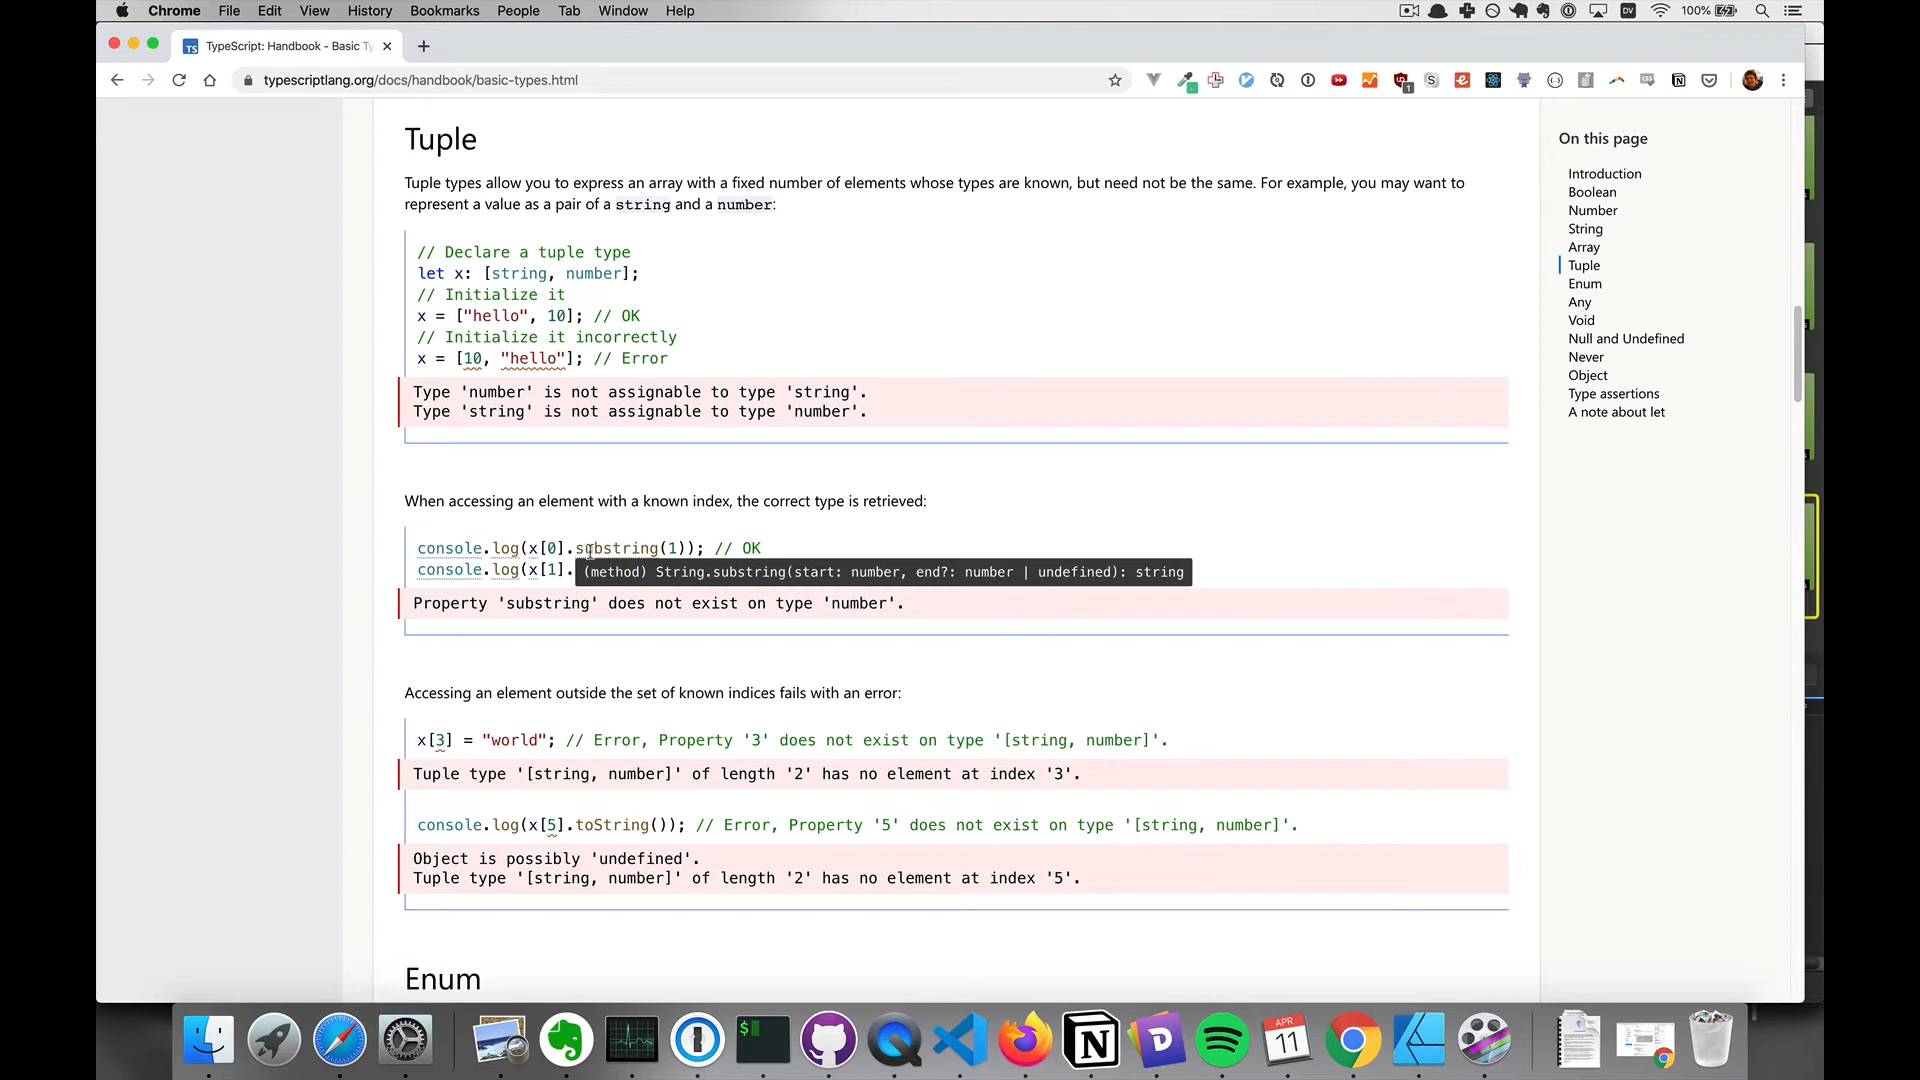 Chrome File Edit View History Bookmarks People Tab Window Help
DV
100%
TS TypeScript: Handbook - Basic Ty
typescriptlang.org/docs/handbook/basic-types.html
1
Tuple
Tuple types allow you to express an array with a fixed number of elements whose types are known, but need not be the same. For example, you may want to
represent a value as a pair of a string and a number:
// Declare a tuple type
let x: [string, number];
// Initialize it
x = ["hello", 10]; // OK
// Initialize it incorrectly
x = [10, "hello"]; // Error
Type 'number' is not assignable to type 'string'.
Type 'string' is not assignable to type 'number'.
When accessing an element with a known index, the correct type is retrieved:
console.log(x[0].substring(1)); // OK
console.log(x[1].
(method) String.substring(start: number, end?: number | undefined): string
Property 'substring' does not exist on type 'number'.
Accessing an element outside the set of known indices fails with an error:
x[3] = "world"; // Error, Property '3' does not exist on type '[string, number]'.
Tuple type '[string, number]' of length '2' has no element at index '3'.
console.log(x[5].toString()); // Error, Property '5' does not exist on type '[string, number]'.
Object is possibly 'undefined'.
Tuple type '[string, number]' of length '2' has no element at index '5'.
Enum
On this page
Introduction
Boolean
Number
String
Array
Tuple
Enum
Any
Void
Null and Undefined
Never
Object
Type assertions
A note about let
$
APR
11